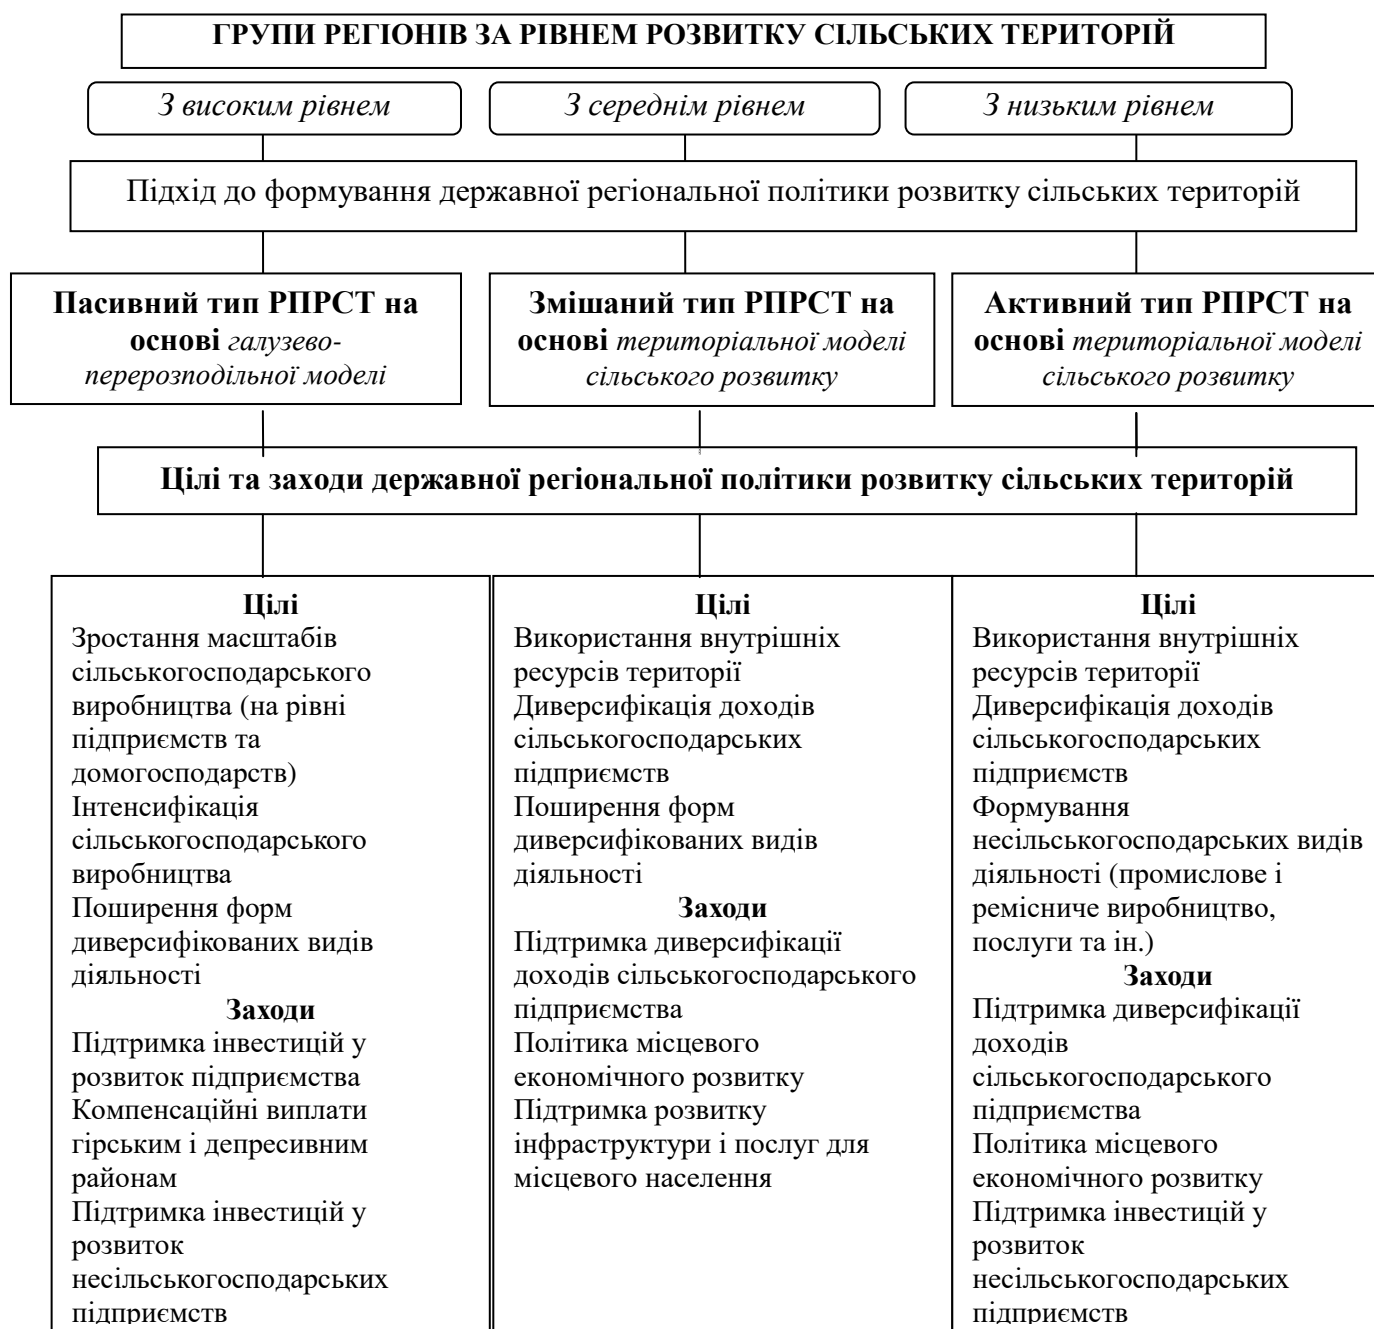 ГРУПИ РЕГІОНІВ ЗА РІВНЕМ РОЗВИТКУ СІЛЬСЬКИХ ТЕРИТОРІЙ
З високим рівнем
З середнім рівнем
З низьким рівнем
Підхід до формування державної регіональної політики розвитку сільських територій
Пасивний тип РПРСТ на
основі галузево-
перерозподільної моделі
Змішаний тип РПРСТ на
основі територіальної моделі
сільського розвитку
Активний тип РПРСТ на
основі територіальної моделі
сільського розвитку
Цілі та заходи державної регіональної політики розвитку сільських територій
Цілі
Зростання масштабів
сільськогосподарського
виробництва (на рівні
підприємств та
домогосподарств)
Інтенсифікація
сільськогосподарського
виробництва
Поширення форм
диверсифікованих видів
діяльності
Заходи
Підтримка інвестицій у
розвиток підприємства
Компенсаційні виплати
гірським і депресивним
районам
Підтримка інвестицій у
розвиток
несільськогосподарських
підприємств
Цілі
Використання внутрішніх
ресурсів території
Диверсифікація доходів
сільськогосподарських
підприємств
Поширення форм
диверсифікованих видів
діяльності
Заходи
Підтримка диверсифікації
доходів сільськогосподарського
підприємства
Політика місцевого
економічного розвитку
Підтримка розвитку
інфраструктури і послуг для
місцевого населення
Цілі
Використання внутрішніх
ресурсів території
Диверсифікація доходів
сільськогосподарських
підприємств
Формування
несільськогосподарських видів
діяльності (промислове і
ремісниче виробництво,
послуги та ін.)
Заходи
Підтримка диверсифікації
доходів
сільськогосподарського
підприємства
Політика місцевого
економічного розвитку
Підтримка інвестицій у
розвиток
несільськогосподарських
підприємств